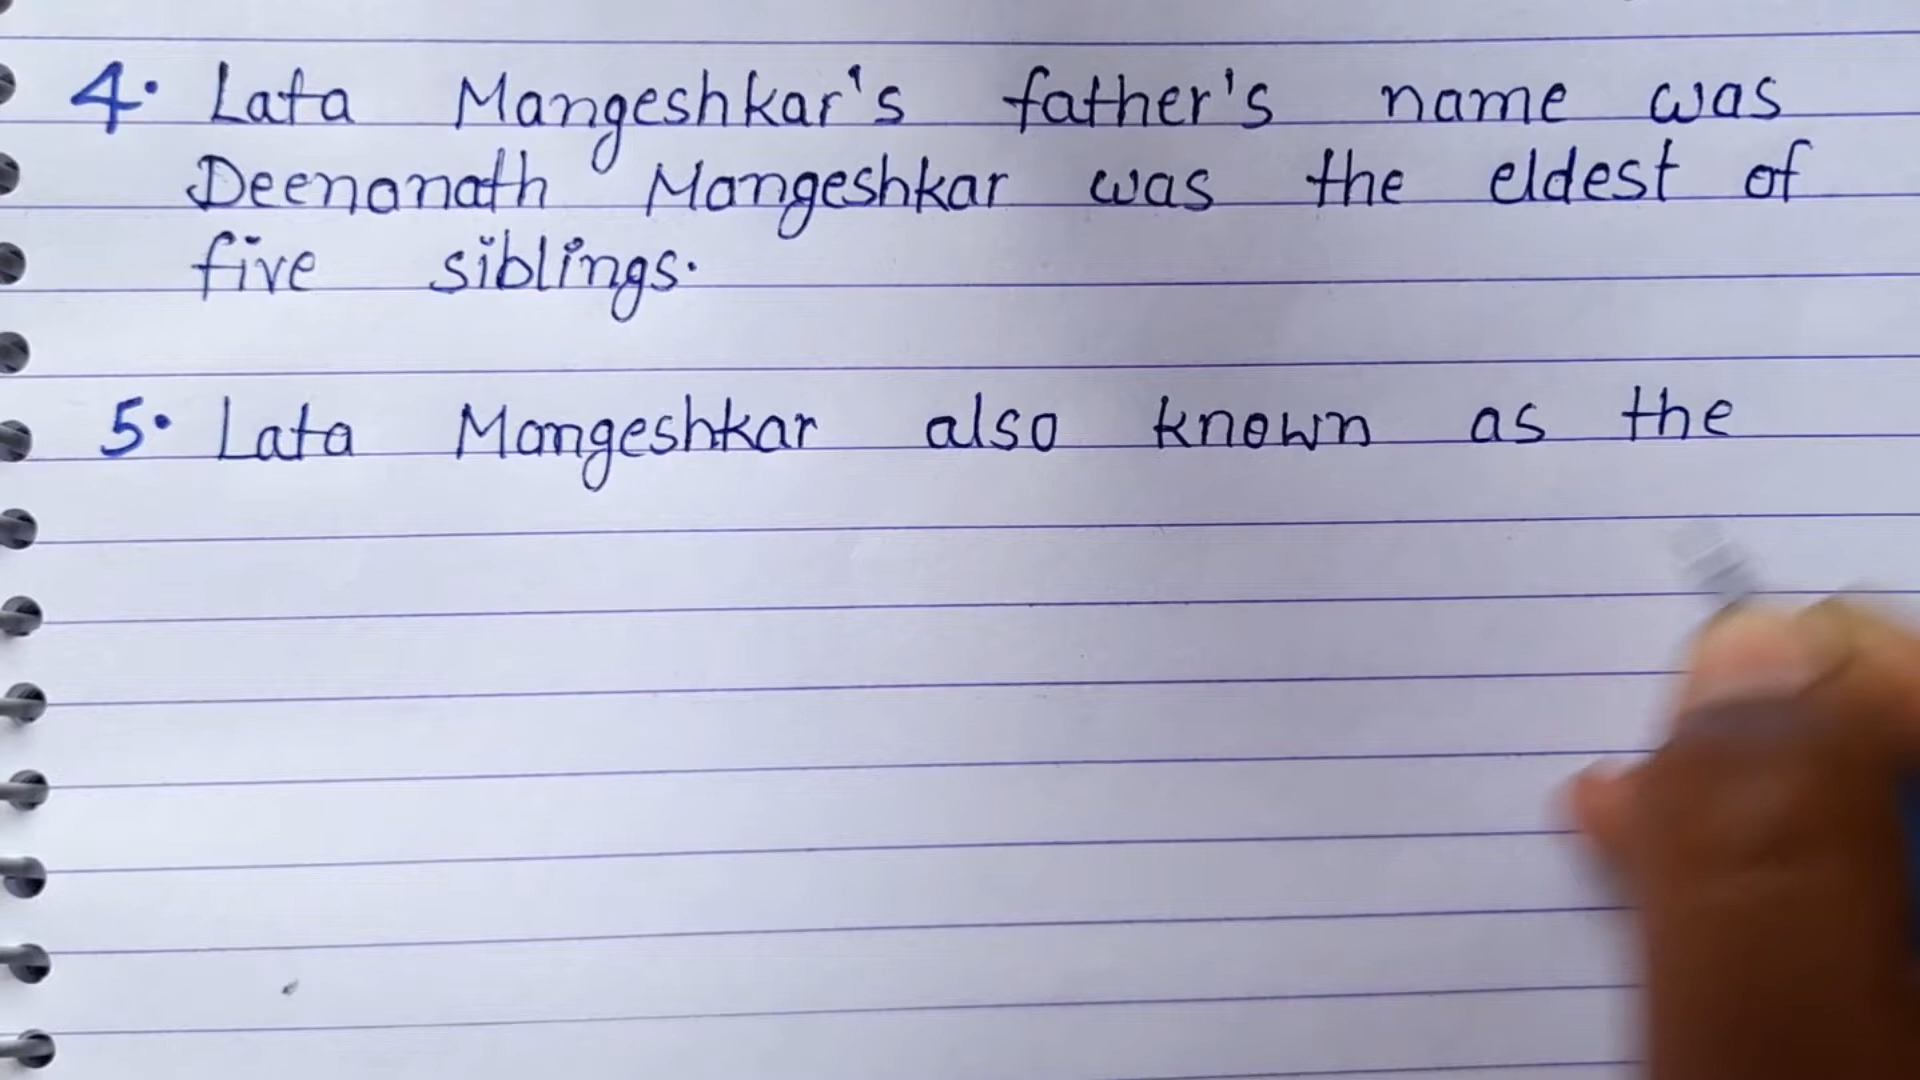 4. Lata Mangeshkar's father's name was
Deenanath Mangeshkar was the eldest of
five siblings.
5. Lata Mangeshkar also known as the